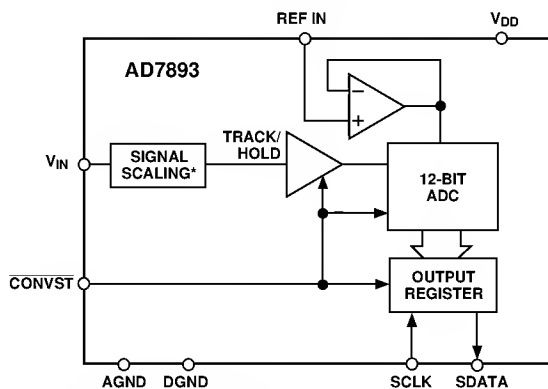 REF IN
VDD
AD7893
−
+
TRACK/
HOLD
VIN
SIGNAL
SCALING*
12-BIT
ADC
CONVST
OUTPUT
REGISTER
AGND
DGND
SCLK
SDATA